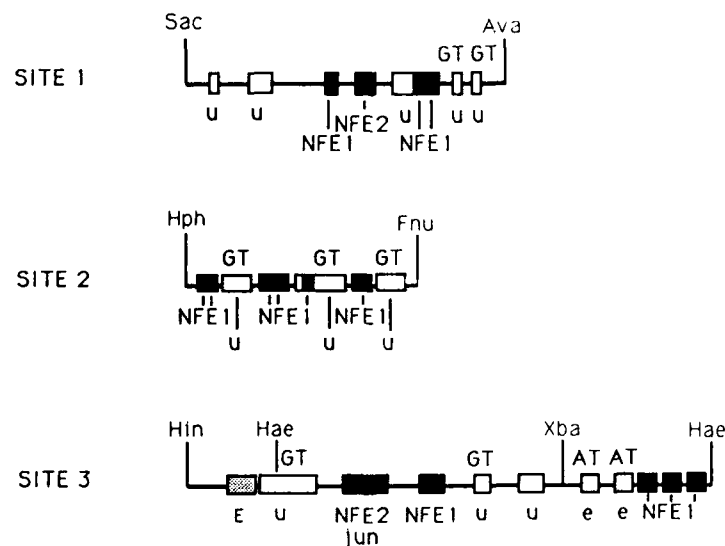 Sac Ava
GT GT
SITE 1
u u NFE2 u u u
NFE1 NFE1
Hph Fnu
GT GT GT
SITE 2
NFE1 NFE1 NFE1
u u u
Hin Hae Xba Hae
GT GT AT AT
SITE 3
E u NFE2 NFE1 u u e e NFE1
jun